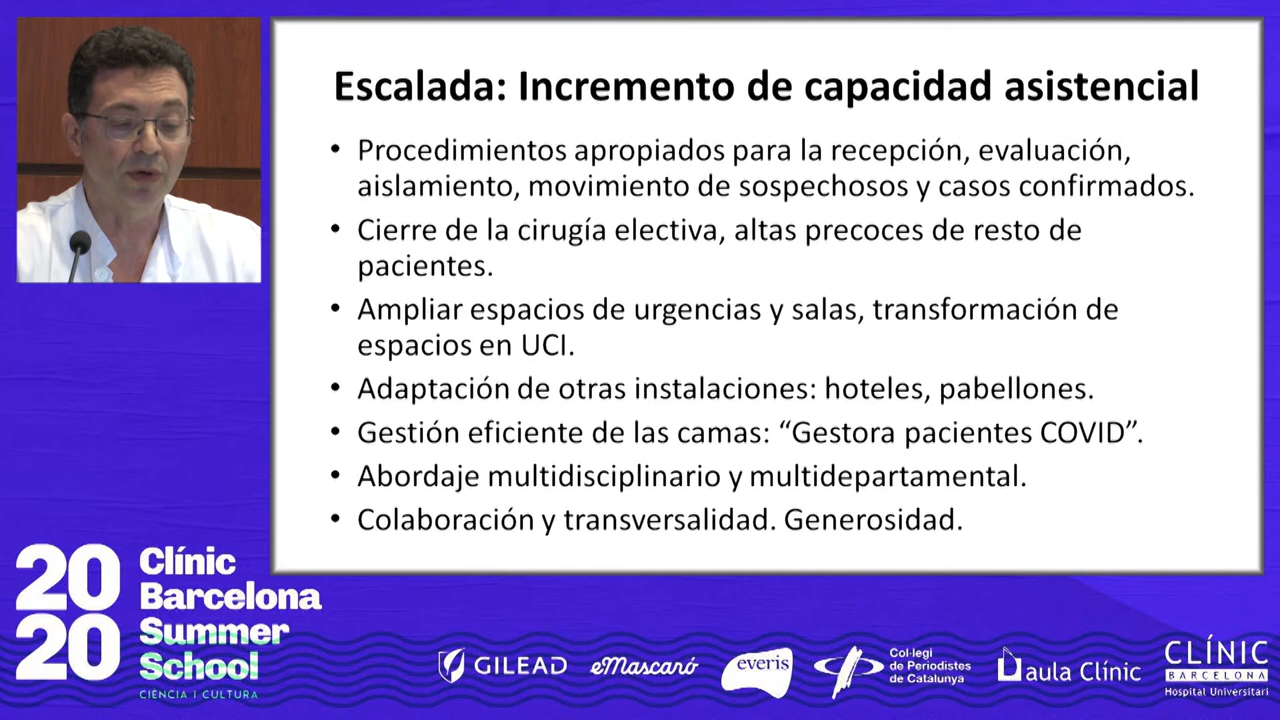 Escalada: Incremento de capacidad asistencial
• Procedimientos apropiados para la recepción, evaluación,
aislamiento, movimiento de sospechosos y casos confirmados.
• Cierre de la cirugía electiva, altas precoces de resto de
pacientes.
• Ampliar espacios de urgencias y salas, transformación de
espacios en UCI.
• Adaptación de otras instalaciones: hoteles, pabellones.
• Gestión eficiente de las camas: “Gestora pacientes COVID”.
• Abordaje multidisciplinario y multidepartamental.
• Colaboración y transversalidad. Generosidad.
20
20
Clínic
Barcelona
Summer
School
CIÈNCIA I CULTURA
GILEAD
eMascaró
everis
Col·legi
de Periodistes
de Catalunya
aula Clínic
CLÍNIC
BARCELONA
Hospital Universitari